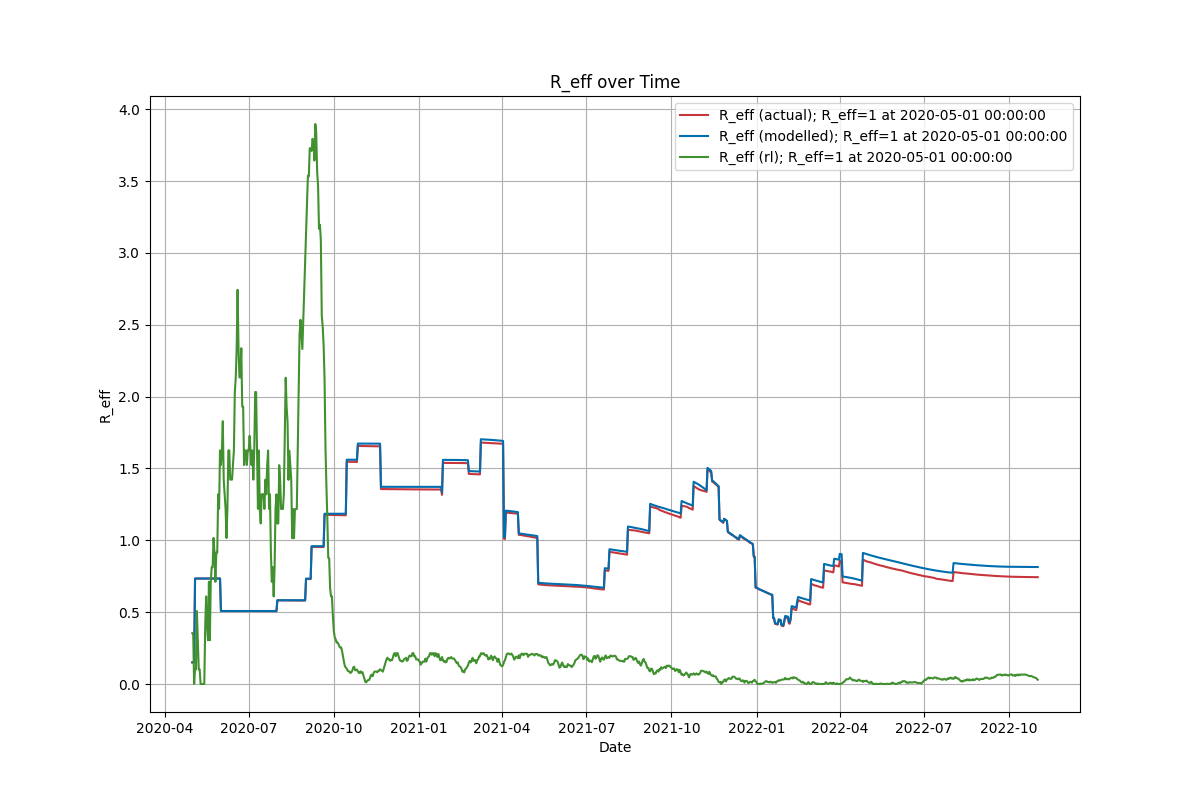 R_eff over Time
R_eff (actual); R_eff=1 at 2020-05-01 00:00:00
R_eff (modelled); R_eff=1 at 2020-05-01 00:00:00
R_eff (rl); R_eff=1 at 2020-05-01 00:00:00
4.0
3.5
3.0
2.5
2.0
1.5
1.0
0.5
0.0
R_eff
2020-04 2020-07 2020-10 2021-01 2021-04 2021-07 2021-10 2022-01 2022-04 2022-07 2022-10
Date